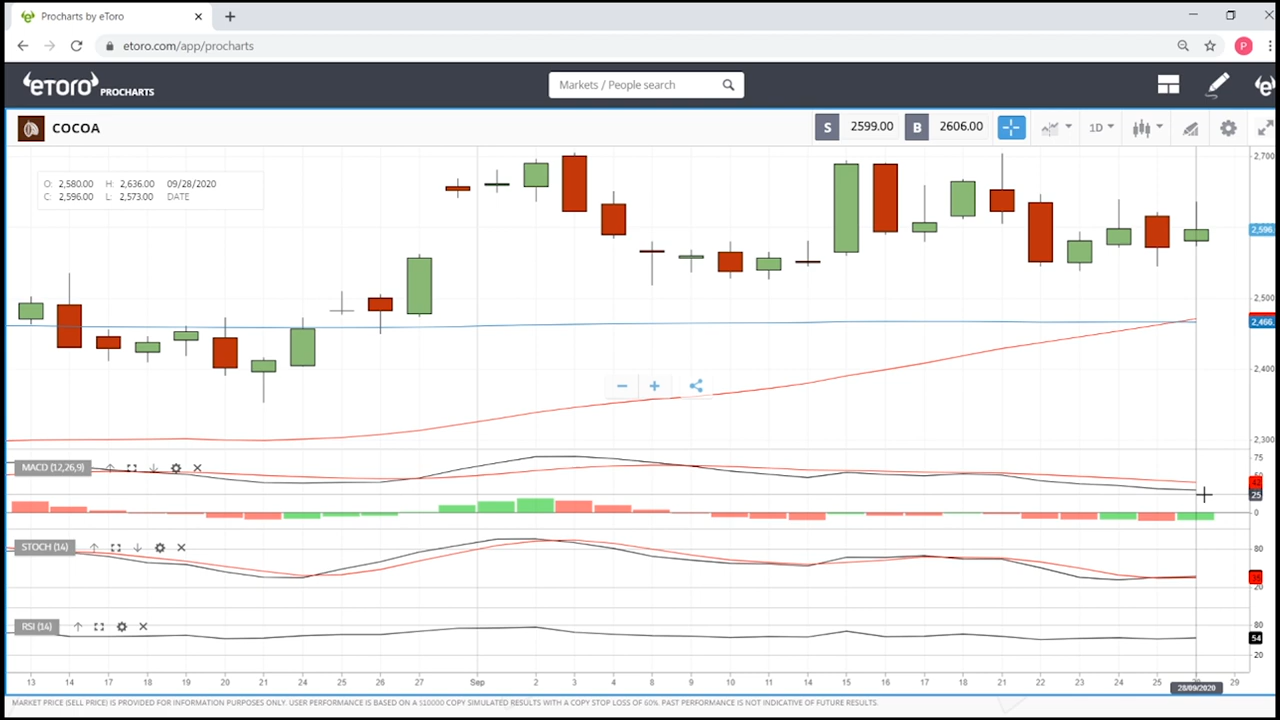 Procharts by eToro
etoro.com/app/procharts
P
eToro PROCHARTS
Markets / People search
COCOA
S 2599.00 B 2606.00 1D
2,700
O: 2,580.00 H: 2,636.00 09/28/2020
C: 2,596.00 L: 2,573.00 DATE
2,596
2,500
2,466
2,400
2,300
MACD (12,26,9)
75
42
25
0
STOCH (14)
80
20
RSI (14)
80
54
20
13 14 17 18 19 20 21 24 25 26 27 Sep 2 3 4 8 9 10 11 14 15 16 17 18 21 22 23 24 25 29
28/09/2020
MARKET PRICE (SELL PRICE) IS PROVIDED FOR INFORMATION PURPOSES ONLY. USER PERFORMANCE IS BASED ON A $10000 COPY SIMULATED RESULTS WITH A COPY STOP LOSS OF 60%. PAST PERFORMANCE IS NOT INDICATIVE OF FUTURE RESULTS.